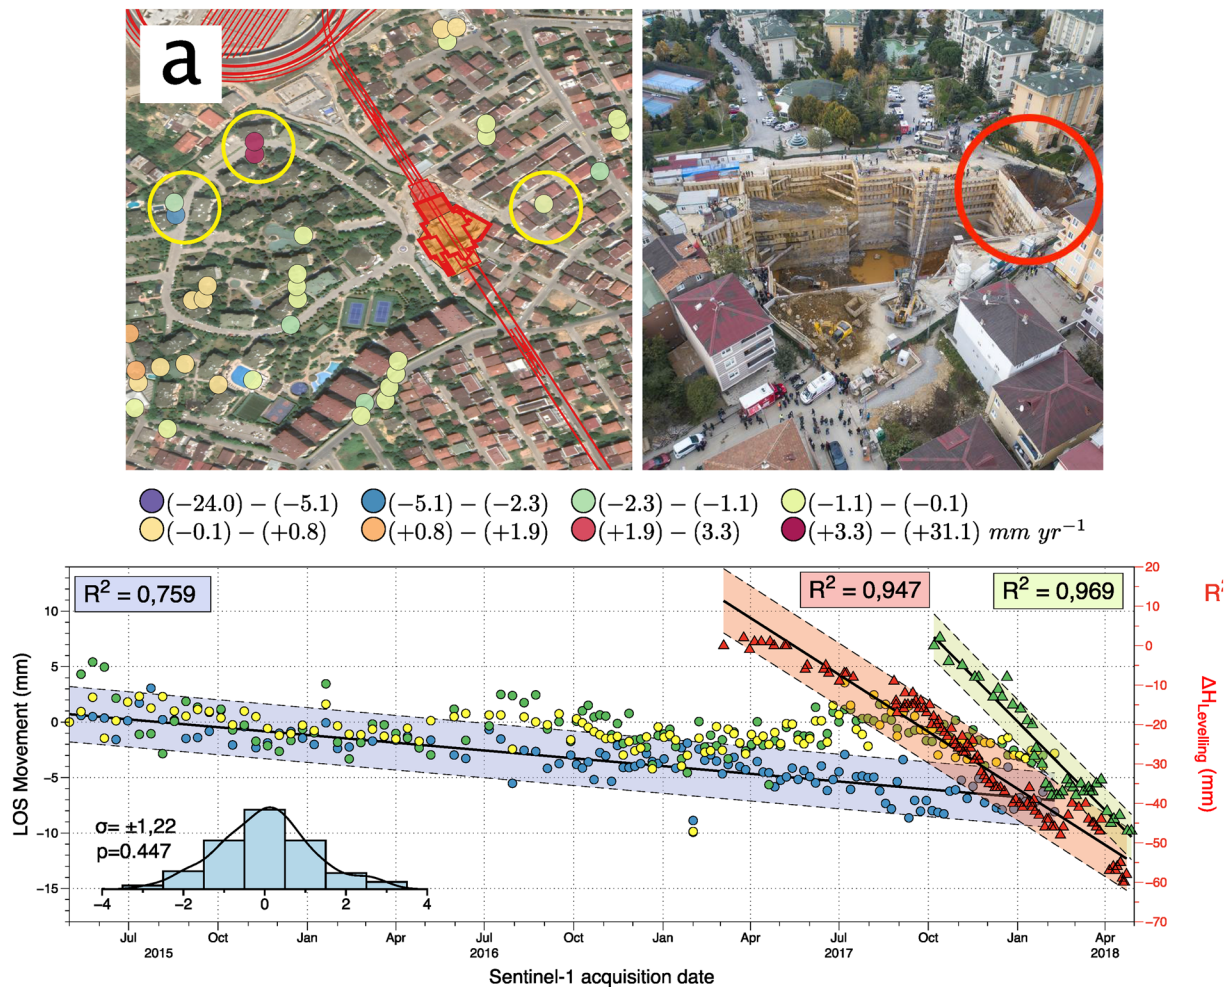 a
(−24.0) − (−5.1) (−5.1) − (−2.3) (−2.3) − (−1.1) (−1.1) − (−0.1)
(−0.1) − (+0.8) (+0.8) − (+1.9) (+1.9) − (3.3) (+3.3) − (+31.1) mm yr⁻¹
R² = 0,759
R² = 0,947
R² = 0,969
R²
LOS Movement (mm)
10
5
0
−5
−10
−15
20
10
0
−10
−20
−30
−40
−50
−60
−70
ΔH_Levelling (mm)
σ= ±1,22
p=0.447
−4 −2 0 2 4
Jul Oct Jan Apr Jul Oct Jan Apr Jul Oct Jan Apr
2015 2016 2017 2018
Sentinel-1 acquisition date